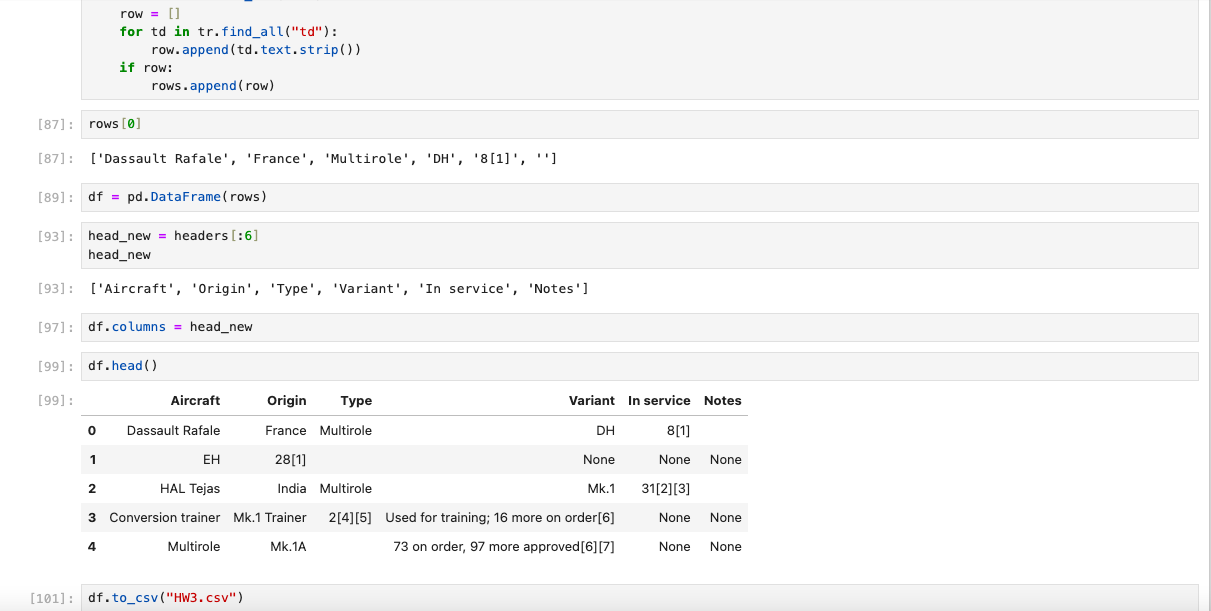 row = []
for td in tr.find_all("td"):
row.append(td.text.strip())
if row:
rows.append(row)
[87]: rows[0]
[87]: ['Dassault Rafale', 'France', 'Multirole', 'DH', '8[1]', '']
[89]: df = pd.DataFrame(rows)
[93]: head_new = headers[:6]
head_new
[93]: ['Aircraft', 'Origin', 'Type', 'Variant', 'In service', 'Notes']
[97]: df.columns = head_new
[99]: df.head()
[99]: Aircraft Origin Type Variant In service Notes
0 Dassault Rafale France Multirole DH 8[1]
1 EH 28[1] None None None
2 HAL Tejas India Multirole Mk.1 31[2][3]
3 Conversion trainer Mk.1 Trainer 2[4][5] Used for training; 16 more on order[6] None None
4 Multirole Mk.1A 73 on order, 97 more approved[6][7] None None
[101]: df.to_csv("HW3.csv")